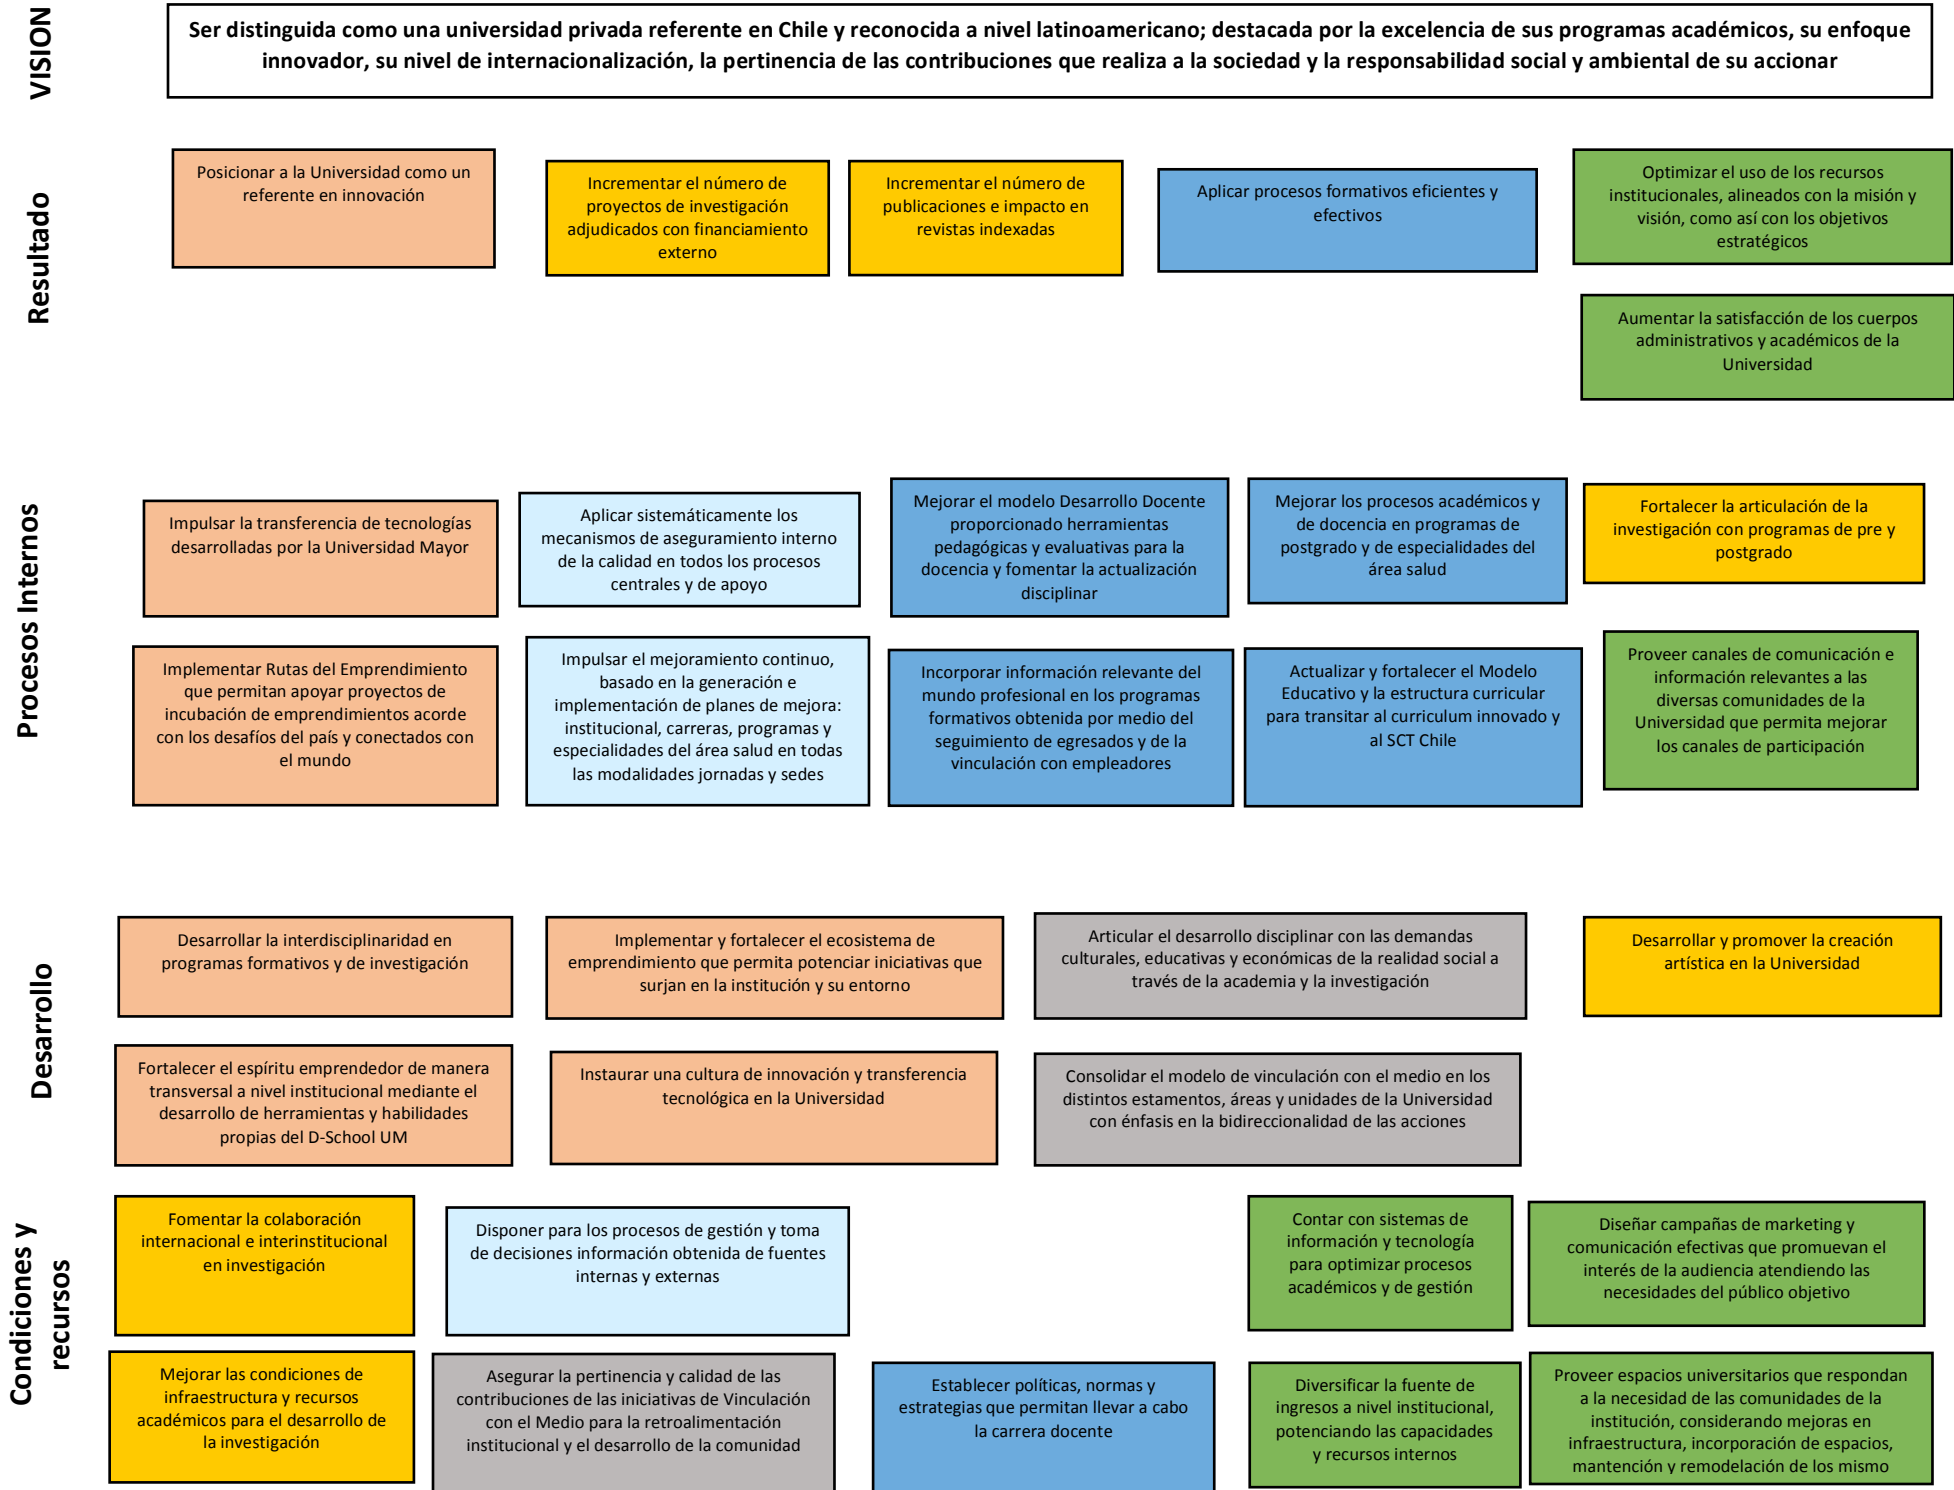 VISION
Ser distinguida como una universidad privada referente en Chile y reconocida a nivel latinoamericano; destacada por la excelencia de sus programas académicos, su enfoque
innovador, su nivel de internacionalización, la pertinencia de las contribuciones que realiza a la sociedad y la responsabilidad social y ambiental de su accionar
Resultado
Posicionar a la Universidad como un
referente en innovación
Incrementar el número de
proyectos de investigación
adjudicados con financiamiento
externo
Incrementar el número de
publicaciones e impacto en
revistas indexadas
Aplicar procesos formativos eficientes y
efectivos
Optimizar el uso de los recursos
institucionales, alineados con la misión y
visión, como así con los objetivos
estratégicos
Aumentar la satisfacción de los cuerpos
administrativos y académicos de la
Universidad
Procesos Internos
Impulsar la transferencia de tecnologías
desarrolladas por la Universidad Mayor
Aplicar sistemáticamente los
mecanismos de aseguramiento interno
de la calidad en todos los procesos
centrales y de apoyo
Mejorar el modelo Desarrollo Docente
proporcionado herramientas
pedagógicas y evaluativas para la
docencia y fomentar la actualización
disciplinar
Mejorar los procesos académicos y
de docencia en programas de
postgrado y de especialidades del
área salud
Fortalecer la articulación de la
investigación con programas de pre y
postgrado
Implementar Rutas del Emprendimiento
que permitan apoyar proyectos de
incubación de emprendimientos acorde
con los desafíos del país y conectados con
el mundo
Impulsar el mejoramiento continuo,
basado en la generación e
implementación de planes de mejora:
institucional, carreras, programas y
especialidades del área salud en todas
las modalidades jornadas y sedes
Incorporar información relevante del
mundo profesional en los programas
formativos obtenida por medio del
seguimiento de egresados y de la
vinculación con empleadores
Actualizar y fortalecer el Modelo
Educativo y la estructura curricular
para transitar al curriculum innovado y
al SCT Chile
Proveer canales de comunicación e
información relevantes a las
diversas comunidades de la
Universidad que permita mejorar
los canales de participación
Desarrollo
Desarrollar la interdisciplinaridad en
programas formativos y de investigación
Implementar y fortalecer el ecosistema de
emprendimiento que permita potenciar iniciativas que
surjan en la institución y su entorno
Articular el desarrollo disciplinar con las demandas
culturales, educativas y económicas de la realidad social a
través de la academia y la investigación
Desarrollar y promover la creación
artística en la Universidad
Fortalecer el espíritu emprendedor de manera
transversal a nivel institucional mediante el
desarrollo de herramientas y habilidades
propias del D-School UM
Instaurar una cultura de innovación y transferencia
tecnológica en la Universidad
Consolidar el modelo de vinculación con el medio en los
distintos estamentos, áreas y unidades de la Universidad
con énfasis en la bidireccionalidad de las acciones
Condiciones y
recursos
Fomentar la colaboración
internacional e interinstitucional
en investigación
Disponer para los procesos de gestión y toma
de decisiones información obtenida de fuentes
internas y externas
Contar con sistemas de
información y tecnología
para optimizar procesos
académicos y de gestión
Diseñar campañas de marketing y
comunicación efectivas que promuevan el
interés de la audiencia atendiendo las
necesidades del público objetivo
Mejorar las condiciones de
infraestructura y recursos
académicos para el desarrollo de
la investigación
Asegurar la pertinencia y calidad de las
contribuciones de las iniciativas de Vinculación
con el Medio para la retroalimentación
institucional y el desarrollo de la comunidad
Establecer políticas, normas y
estrategias que permitan llevar a cabo
la carrera docente
Diversificar la fuente de
ingresos a nivel institucional,
potenciando las capacidades
y recursos internos
Proveer espacios universitarios que respondan
a la necesidad de las comunidades de la
institución, considerando mejoras en
infraestructura, incorporación de espacios,
mantención y remodelación de los mismo